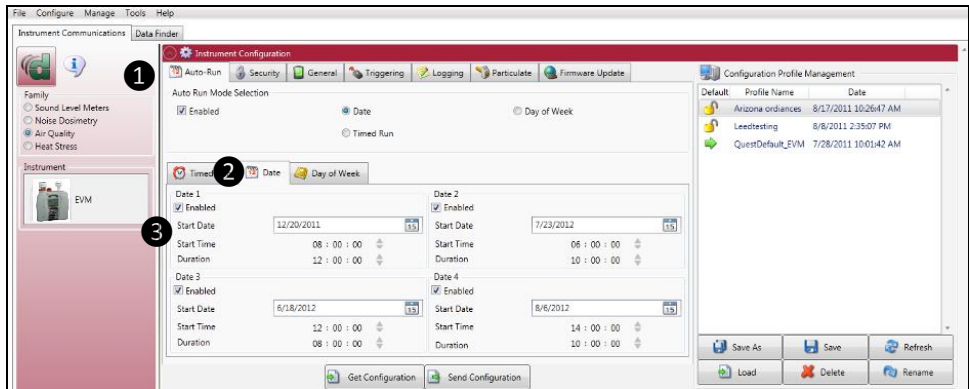 File Configure Manage Tools Help
Instrument Communications Data Finder
1
Instrument Configuration
Auto-Run Security General Triggering Logging Particulate Firmware Update
Family
Sound Level Meters
Noise Dosimetry
Air Quality
Heat Stress
Instrument
EVM
Auto Run Mode Selection
Enabled Date Day of Week
Timed Run
2
Timed Date Day of Week
3
Date 1
Enabled
Start Date 12/20/2011 15
Start Time 08 : 00 : 00
Duration 12 : 00 : 00
Date 2
Enabled
Start Date 7/23/2012 15
Start Time 06 : 00 : 00
Duration 10 : 00 : 00
Date 3
Enabled
Start Date 6/18/2012 15
Start Time 12 : 00 : 00
Duration 08 : 00 : 00
Date 4
Enabled
Start Date 8/6/2012 15
Start Time 14 : 00 : 00
Duration 10 : 00 : 00
Get Configuration Send Configuration
Configuration Profile Management
Default Profile Name Date
Arizona ordiances 8/17/2011 10:26:47 AM
Leedtesting 8/8/2011 2:35:07 PM
QuestDefault_EVM 7/28/2011 10:01:42 AM
Save As Save Refresh
Load Delete Rename